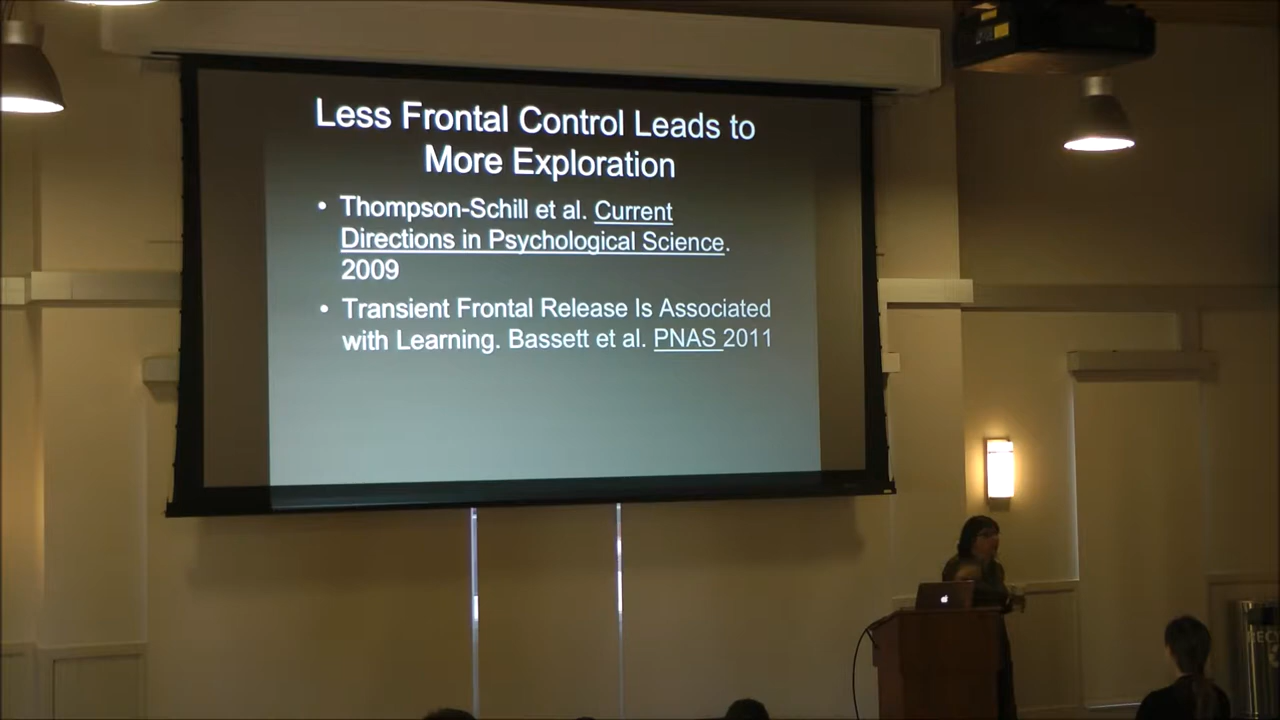 Less Frontal Control Leads to
More Exploration
• Thompson-Schill et al. Current
Directions in Psychological Science.
2009
• Transient Frontal Release Is Associated
with Learning. Bassett et al. PNAS 2011